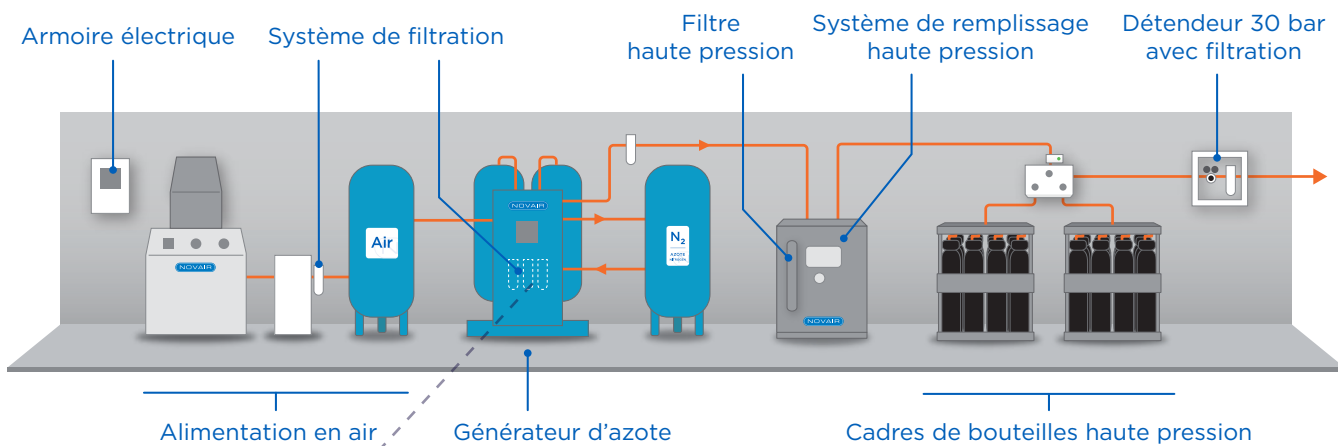 Armoire électrique
Système de filtration
Filtre
haute pression
Système de remplissage
haute pression
Détendeur 30 bar
avec filtration
NOVAIR
Air
NOVAIR
N₂
AZOTE
NOVAIR
Alimentation en air
Générateur d'azote
Cadres de bouteilles haute pression